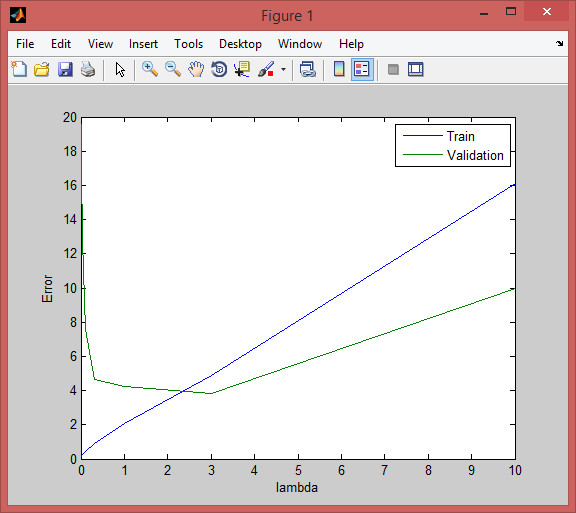 Figure 1
File Edit View Insert Tools Desktop Window Help
20
18
16
14
12
10
8
6
4
2
0
Error
Train
Validation
0 1 2 3 4 5 6 7 8 9 10
lambda